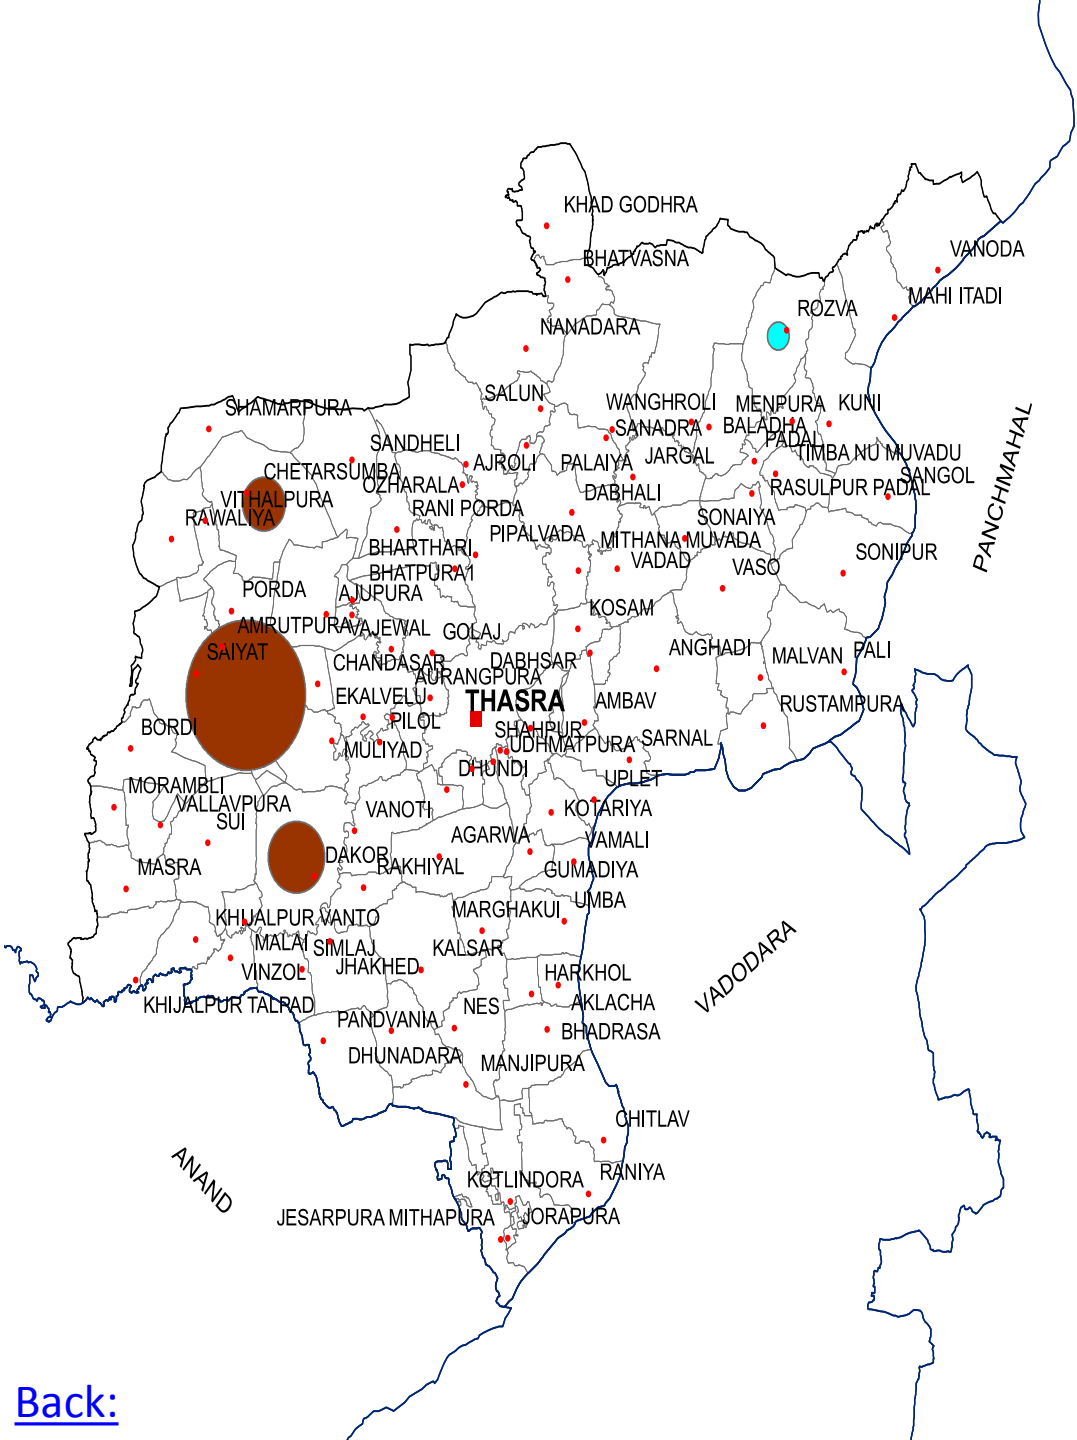 KHAD GODHRA
VANODA
BHATVASNA
MAHI ITADI
ROZVA
NANADARA
SALUN
WANGHROLI
MENPURA
KUNI
SHAMARPURA
SANADRA
BALADHA
SANDHELI
PADAL
TIMBA NU MUVADU
CHETARSUMBA
AJROLI
PALAIYA
JARGAL
SANGOL
OZHARALA
DABHALI
RASULPUR PADAL
VITHALPURA
RANI PORDA
RAWALIYA
SONAIYA
PIPALVADA
MITHANA MUVADA
PANCHMAHAL
BHARTHARI
VADAD
VASO
SONIPUR
BHATPURA1
PORDA
AJUPURA
KOSAM
AMRUTPURA
VAJEWAL
GOLAJ
SAIYAT
CHANDASAR
DABHSAR
ANGHADI
MALVAN
PALI
AURANGPURA
EKALVELU
THASRA
AMBAV
RUSTAMPURA
BORDI
PILOL
SHAHPUR
MULIYAD
UDHMATPURA
SARNAL
DHUNDI
UPLET
MORAMBLI
VALLAVPURA
VANOTI
KOTARIYA
SUI
AGARWA
VAMALI
DAKOR
RAKHIYAL
GUMADIYA
MASRA
UMBA
KHIJALPUR VANTO
MARGHAKUI
MALAI
SIMLAJ
KALSAR
VADODARA
VINZOL
JHAKHED
HARKHOL
KHIJALPUR TALPAD
NES
AKLACHA
PANDVANIA
BHADRASA
DHUNADARA
MANJIPURA
CHITLAV
ANAND
KOTLINDORA
RANIYA
JESARPURA
MITHAPURA
JORAPURA
Back: